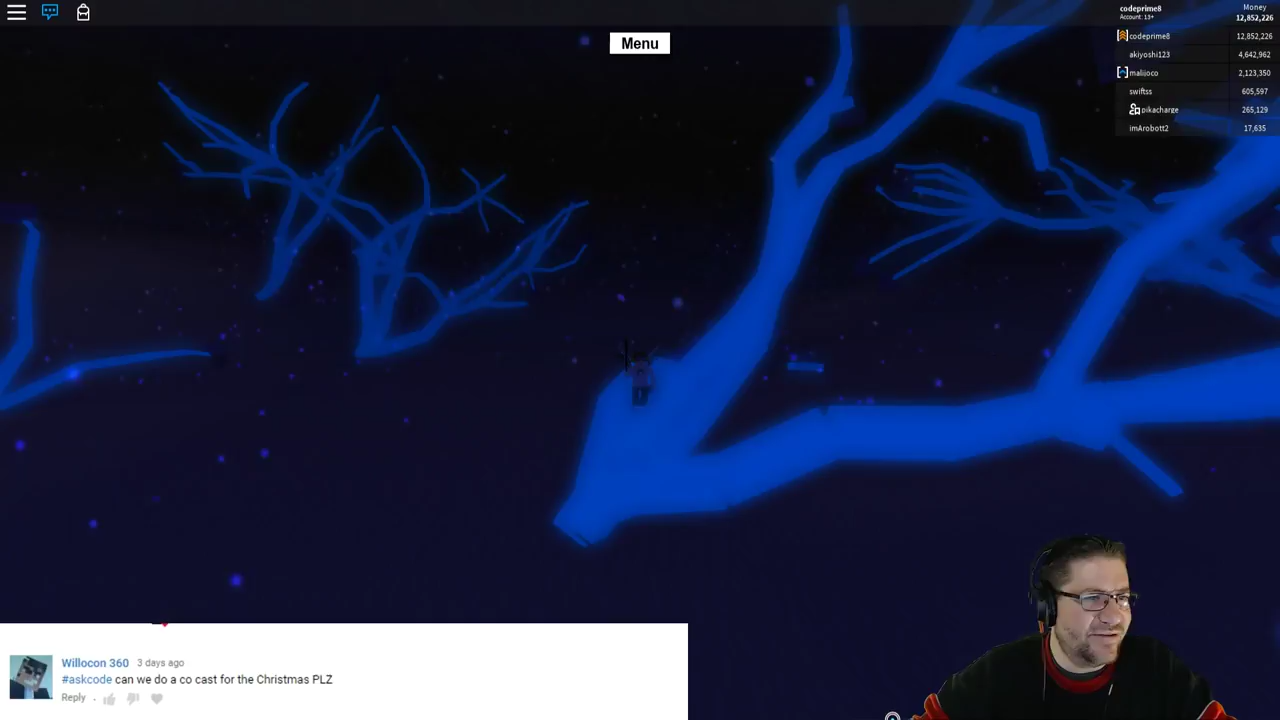 codeprime8 Money
Account: 13+ 12,852,226
codeprime8 12,852,226
akiyoshi123 4,642,962
malijoco 2,123,350
swiftss 605,597
pikacharge 265,129
imArobott2 17,635
Menu
Willocon 360 3 days ago
#askcode can we do a co cast for the Christmas PLZ
Reply